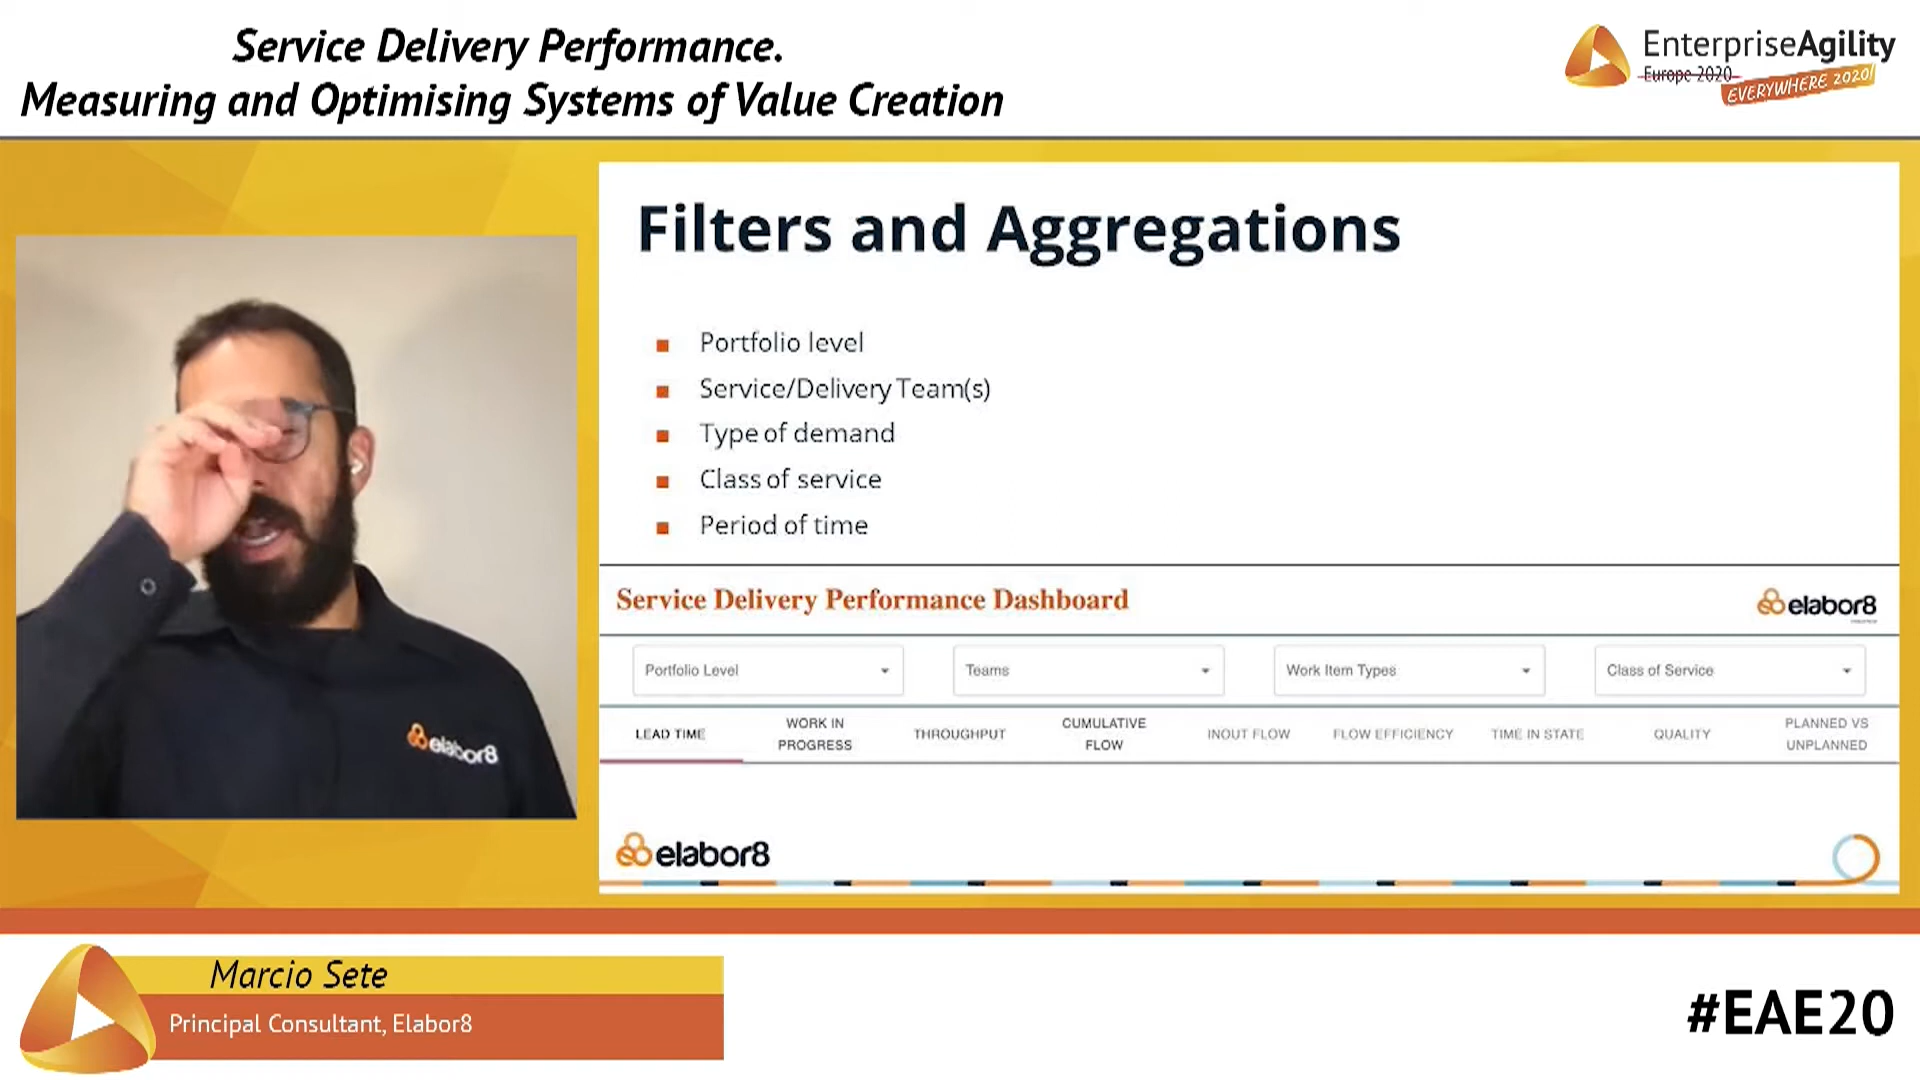 Service Delivery Performance.
Measuring and Optimising Systems of Value Creation
EnterpriseAgility
Europe 2020
EVERYWHERE 2020!
Filters and Aggregations
Portfolio level
Service/Delivery Team(s)
Type of demand
Class of service
Period of time
Service Delivery Performance Dashboard
elabor8
Portfolio Level
Teams
Work Item Types
Class of Service
LEAD TIME
WORK IN
PROGRESS
THROUGHPUT
CUMULATIVE
FLOW
INOUT FLOW
FLOW EFFICIENCY
TIME IN STATE
QUALITY
PLANNED VS
UNPLANNED
elabor8
elabor8
Marcio Sete
Principal Consultant, Elabor8
#EAE20